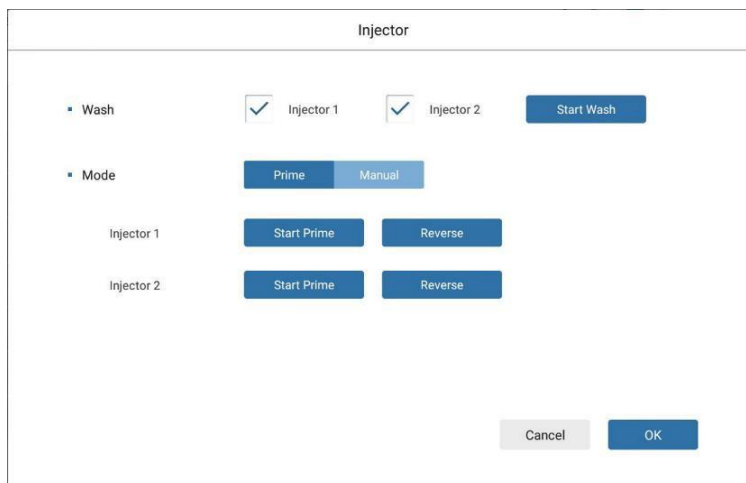 Injector
Wash Injector 1 Injector 2 Start Wash
Mode Prime Manual
Injector 1 Start Prime Reverse
Injector 2 Start Prime Reverse
Cancel OK